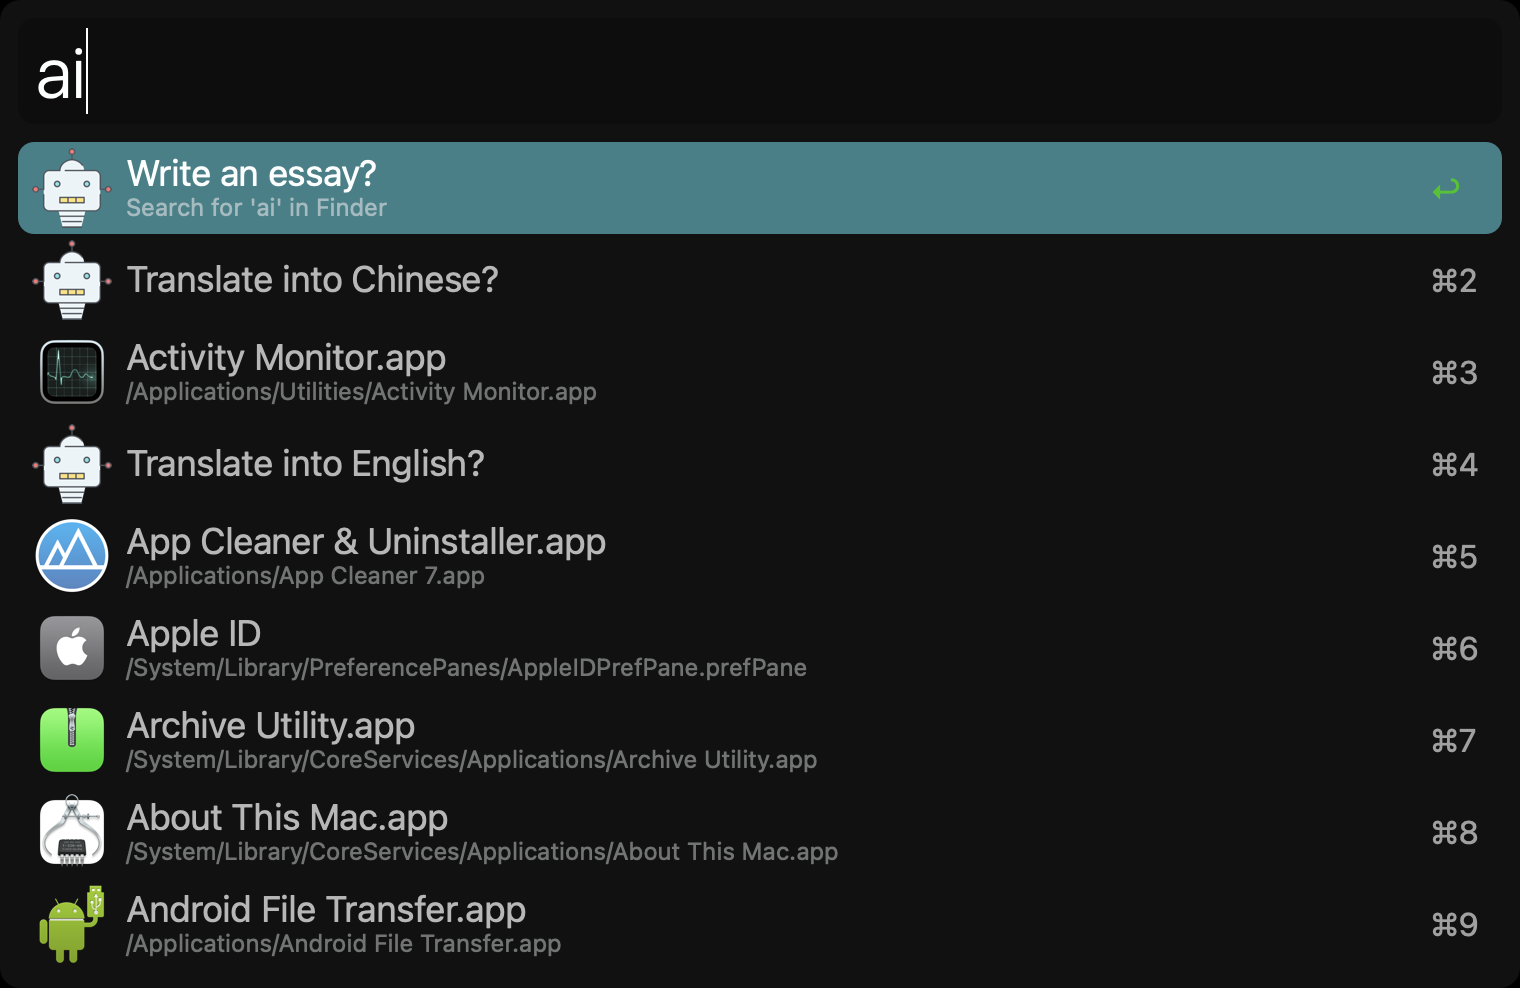 ai
Write an essay?
Search for 'ai' in Finder
Translate into Chinese?
⌘2
Activity Monitor.app
/Applications/Utilities/Activity Monitor.app
⌘3
Translate into English?
⌘4
App Cleaner & Uninstaller.app
/Applications/App Cleaner 7.app
⌘5
Apple ID
/System/Library/PreferencePanes/AppleIDPrefPane.prefPane
⌘6
Archive Utility.app
/System/Library/CoreServices/Applications/Archive Utility.app
⌘7
About This Mac.app
/System/Library/CoreServices/Applications/About This Mac.app
⌘8
Android File Transfer.app
/Applications/Android File Transfer.app
⌘9